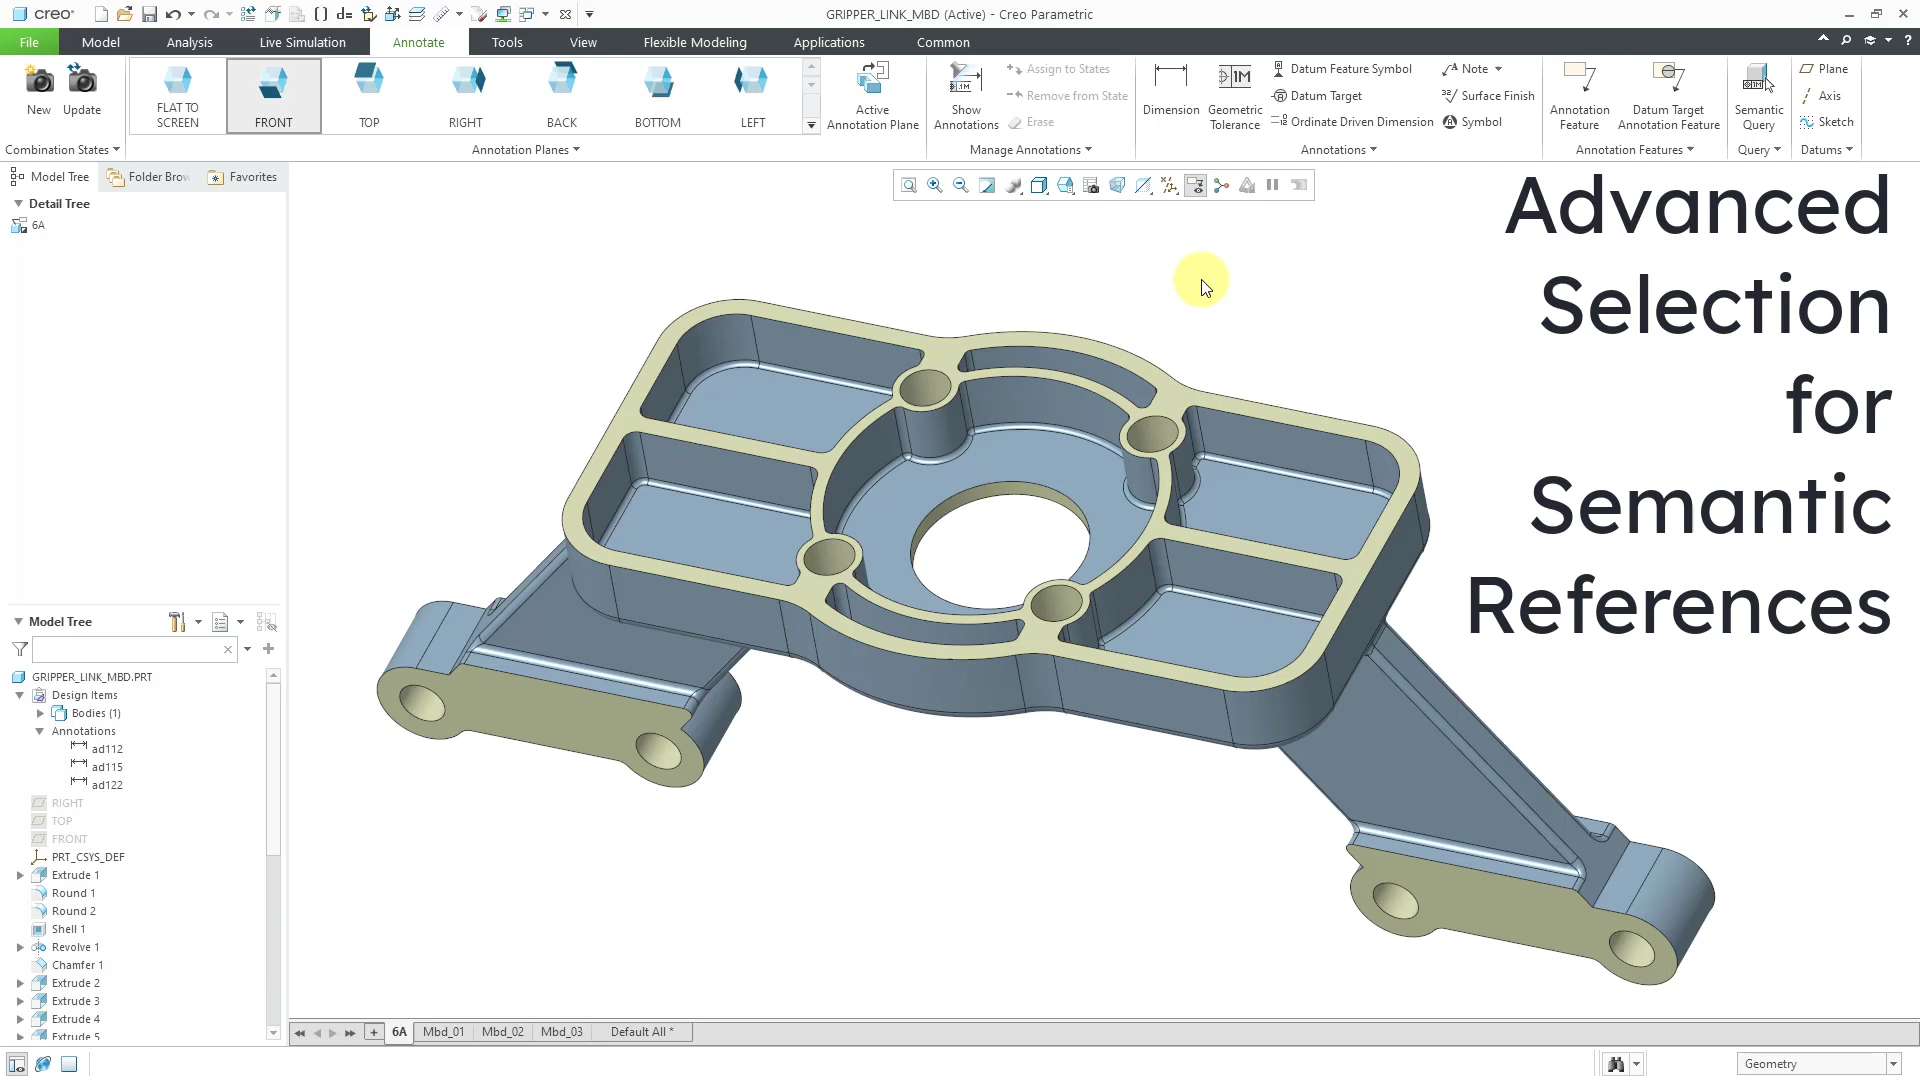 creo
GRIPPER_LINK_MBD (Active) - Creo Parametric
File Model Analysis Live Simulation Annotate Tools View Flexible Modeling Applications Common
New Update
Combination States
FLAT TO SCREEN FRONT TOP RIGHT BACK BOTTOM LEFT
Annotation Planes
Active Annotation Plane
Show Annotations
Assign to States
Remove from State
Erase
Manage Annotations
Dimension
Geometric Tolerance
Datum Feature Symbol
Datum Target
Ordinate Driven Dimension
Note
Surface Finish
Symbol
Annotations
Annotation Feature
Datum Target Annotation Feature
Annotation Features
Semantic Query
Query
Plane
Axis
Sketch
Datums
Model Tree Folder Brow Favorites
Detail Tree
6A
Advanced
Selection
for
Semantic
References
Model Tree
GRIPPER_LINK_MBD.PRT
Design Items
Bodies (1)
Annotations
ad112
ad115
ad122
RIGHT
TOP
FRONT
PRT_CSYS_DEF
Extrude 1
Round 1
Round 2
Shell 1
Revolve 1
Chamfer 1
Extrude 2
Extrude 3
Extrude 4
Extrude 5
6A Mbd_01 Mbd_02 Mbd_03 Default All *
Geometry